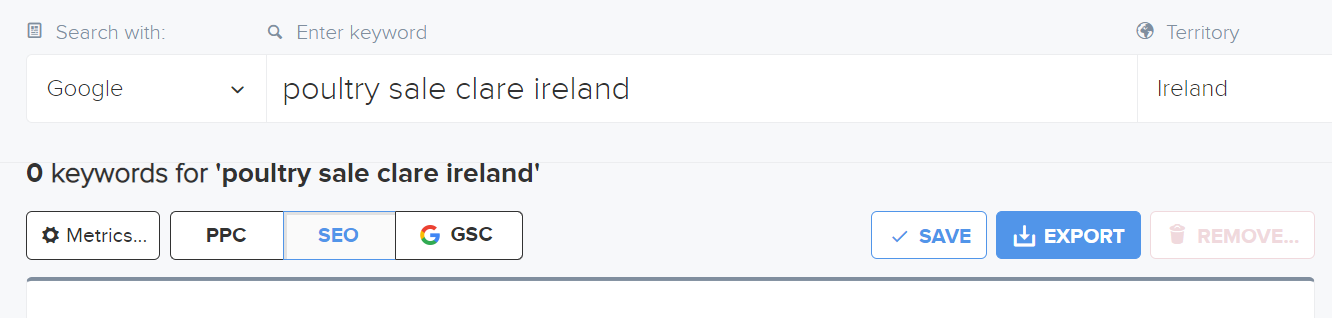 Search with: Enter keyword Territory
Google poultry sale clare ireland Ireland
0 keywords for 'poultry sale clare ireland'
Metrics... PPC SEO GSC SAVE EXPORT REMOVE...